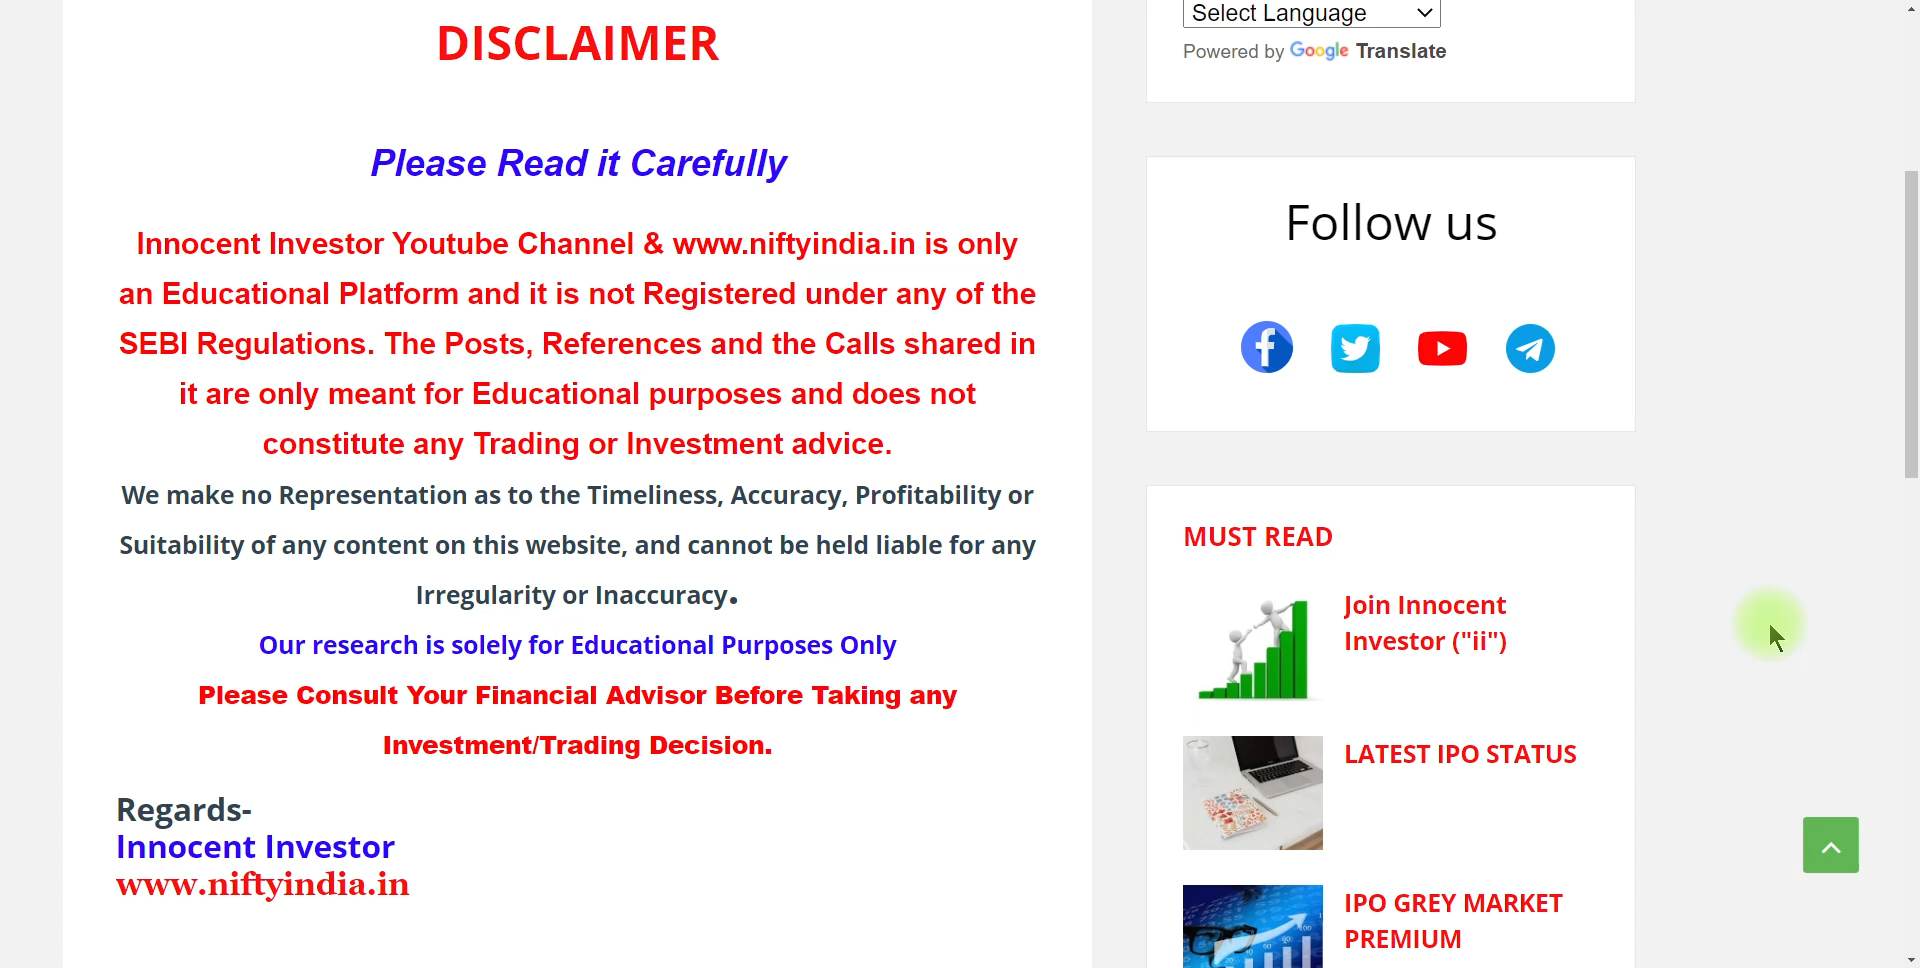 DISCLAIMER
Please Read it Carefully
Innocent Investor Youtube Channel & www.niftyindia.in is only
an Educational Platform and it is not Registered under any of the
SEBI Regulations. The Posts, References and the Calls shared in
it are only meant for Educational purposes and does not
constitute any Trading or Investment advice.
We make no Representation as to the Timeliness, Accuracy, Profitability or
Suitability of any content on this website, and cannot be held liable for any
Irregularity or Inaccuracy.
Our research is solely for Educational Purposes Only
Please Consult Your Financial Advisor Before Taking any
Investment/Trading Decision.
Regards-
Innocent Investor
www.niftyindia.in
Select Language
Powered by Google Translate
Follow us
MUST READ
Join Innocent
Investor ("ii")
LATEST IPO STATUS
IPO GREY MARKET
PREMIUM